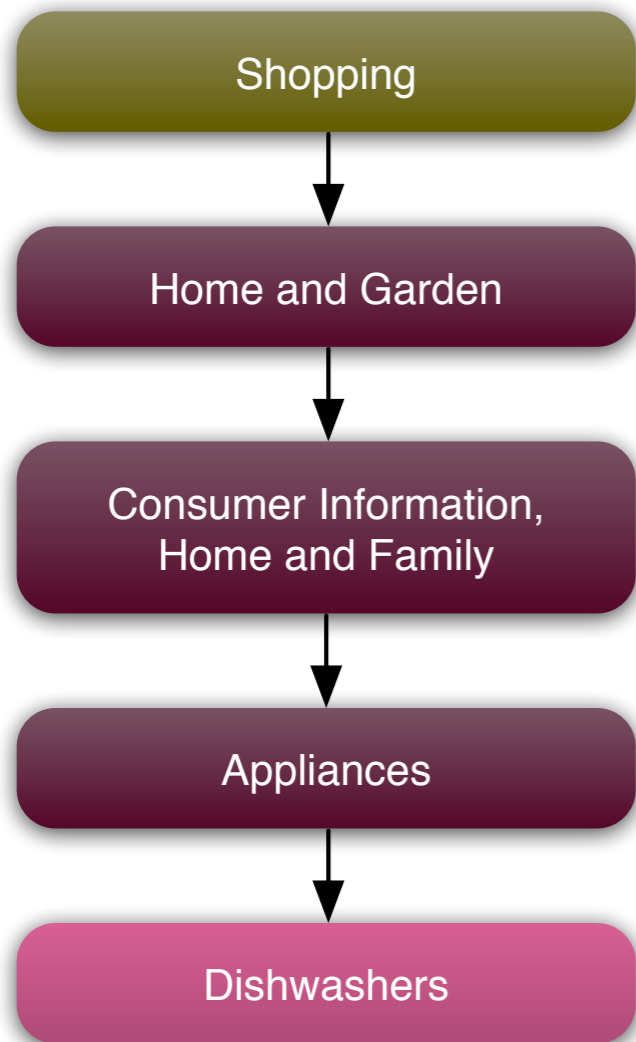 Shopping
Home and Garden
Consumer Information,
Home and Family
Appliances
Dishwashers